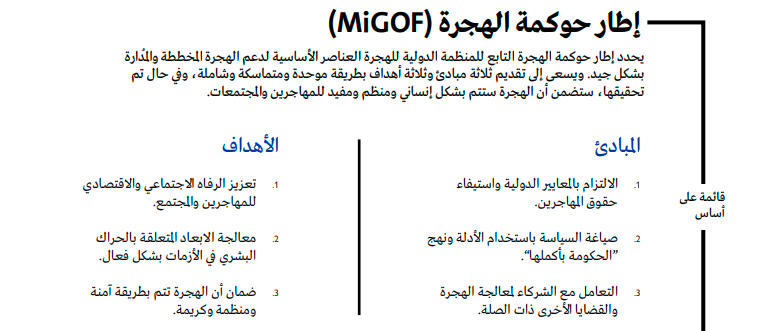 إطار حوكمة الهجرة (MiGOF)
يحدد إطار حوكمة الهجرة التابع للمنظمة الدولية للهجرة العناصر الأساسية لدعم الهجرة المخططة والمُدارة
بشكل جيد. ويسعى إلى تقديم ثلاثة مبادئ وثلاثة أهداف بطريقة موحدة ومتماسكة وشاملة، وفي حال تم
تحقيقها، ستضمن أن الهجرة ستتم بشكل إنساني ومنظم ومفيد للمهاجرين والمجتمعات.
قائمة على
أساس
المبادئ
1. الالتزام بالمعايير الدولية واستيفاء
حقوق المهاجرين.
2. صياغة السياسة باستخدام الأدلة ونهج
”الحكومة بأكملها“.
3. التعامل مع الشركاء لمعالجة الهجرة
والقضايا الأخرى ذات الصلة.
الأهداف
1. تعزيز الرفاه الاجتماعي والاقتصادي
للمهاجرين والمجتمع.
2. معالجة الابعاد المتعلقة بالحراك
البشري في الأزمات بشكل فعال.
3. ضمان أن الهجرة تتم بطريقة آمنة
ومنظمة وكريمة.